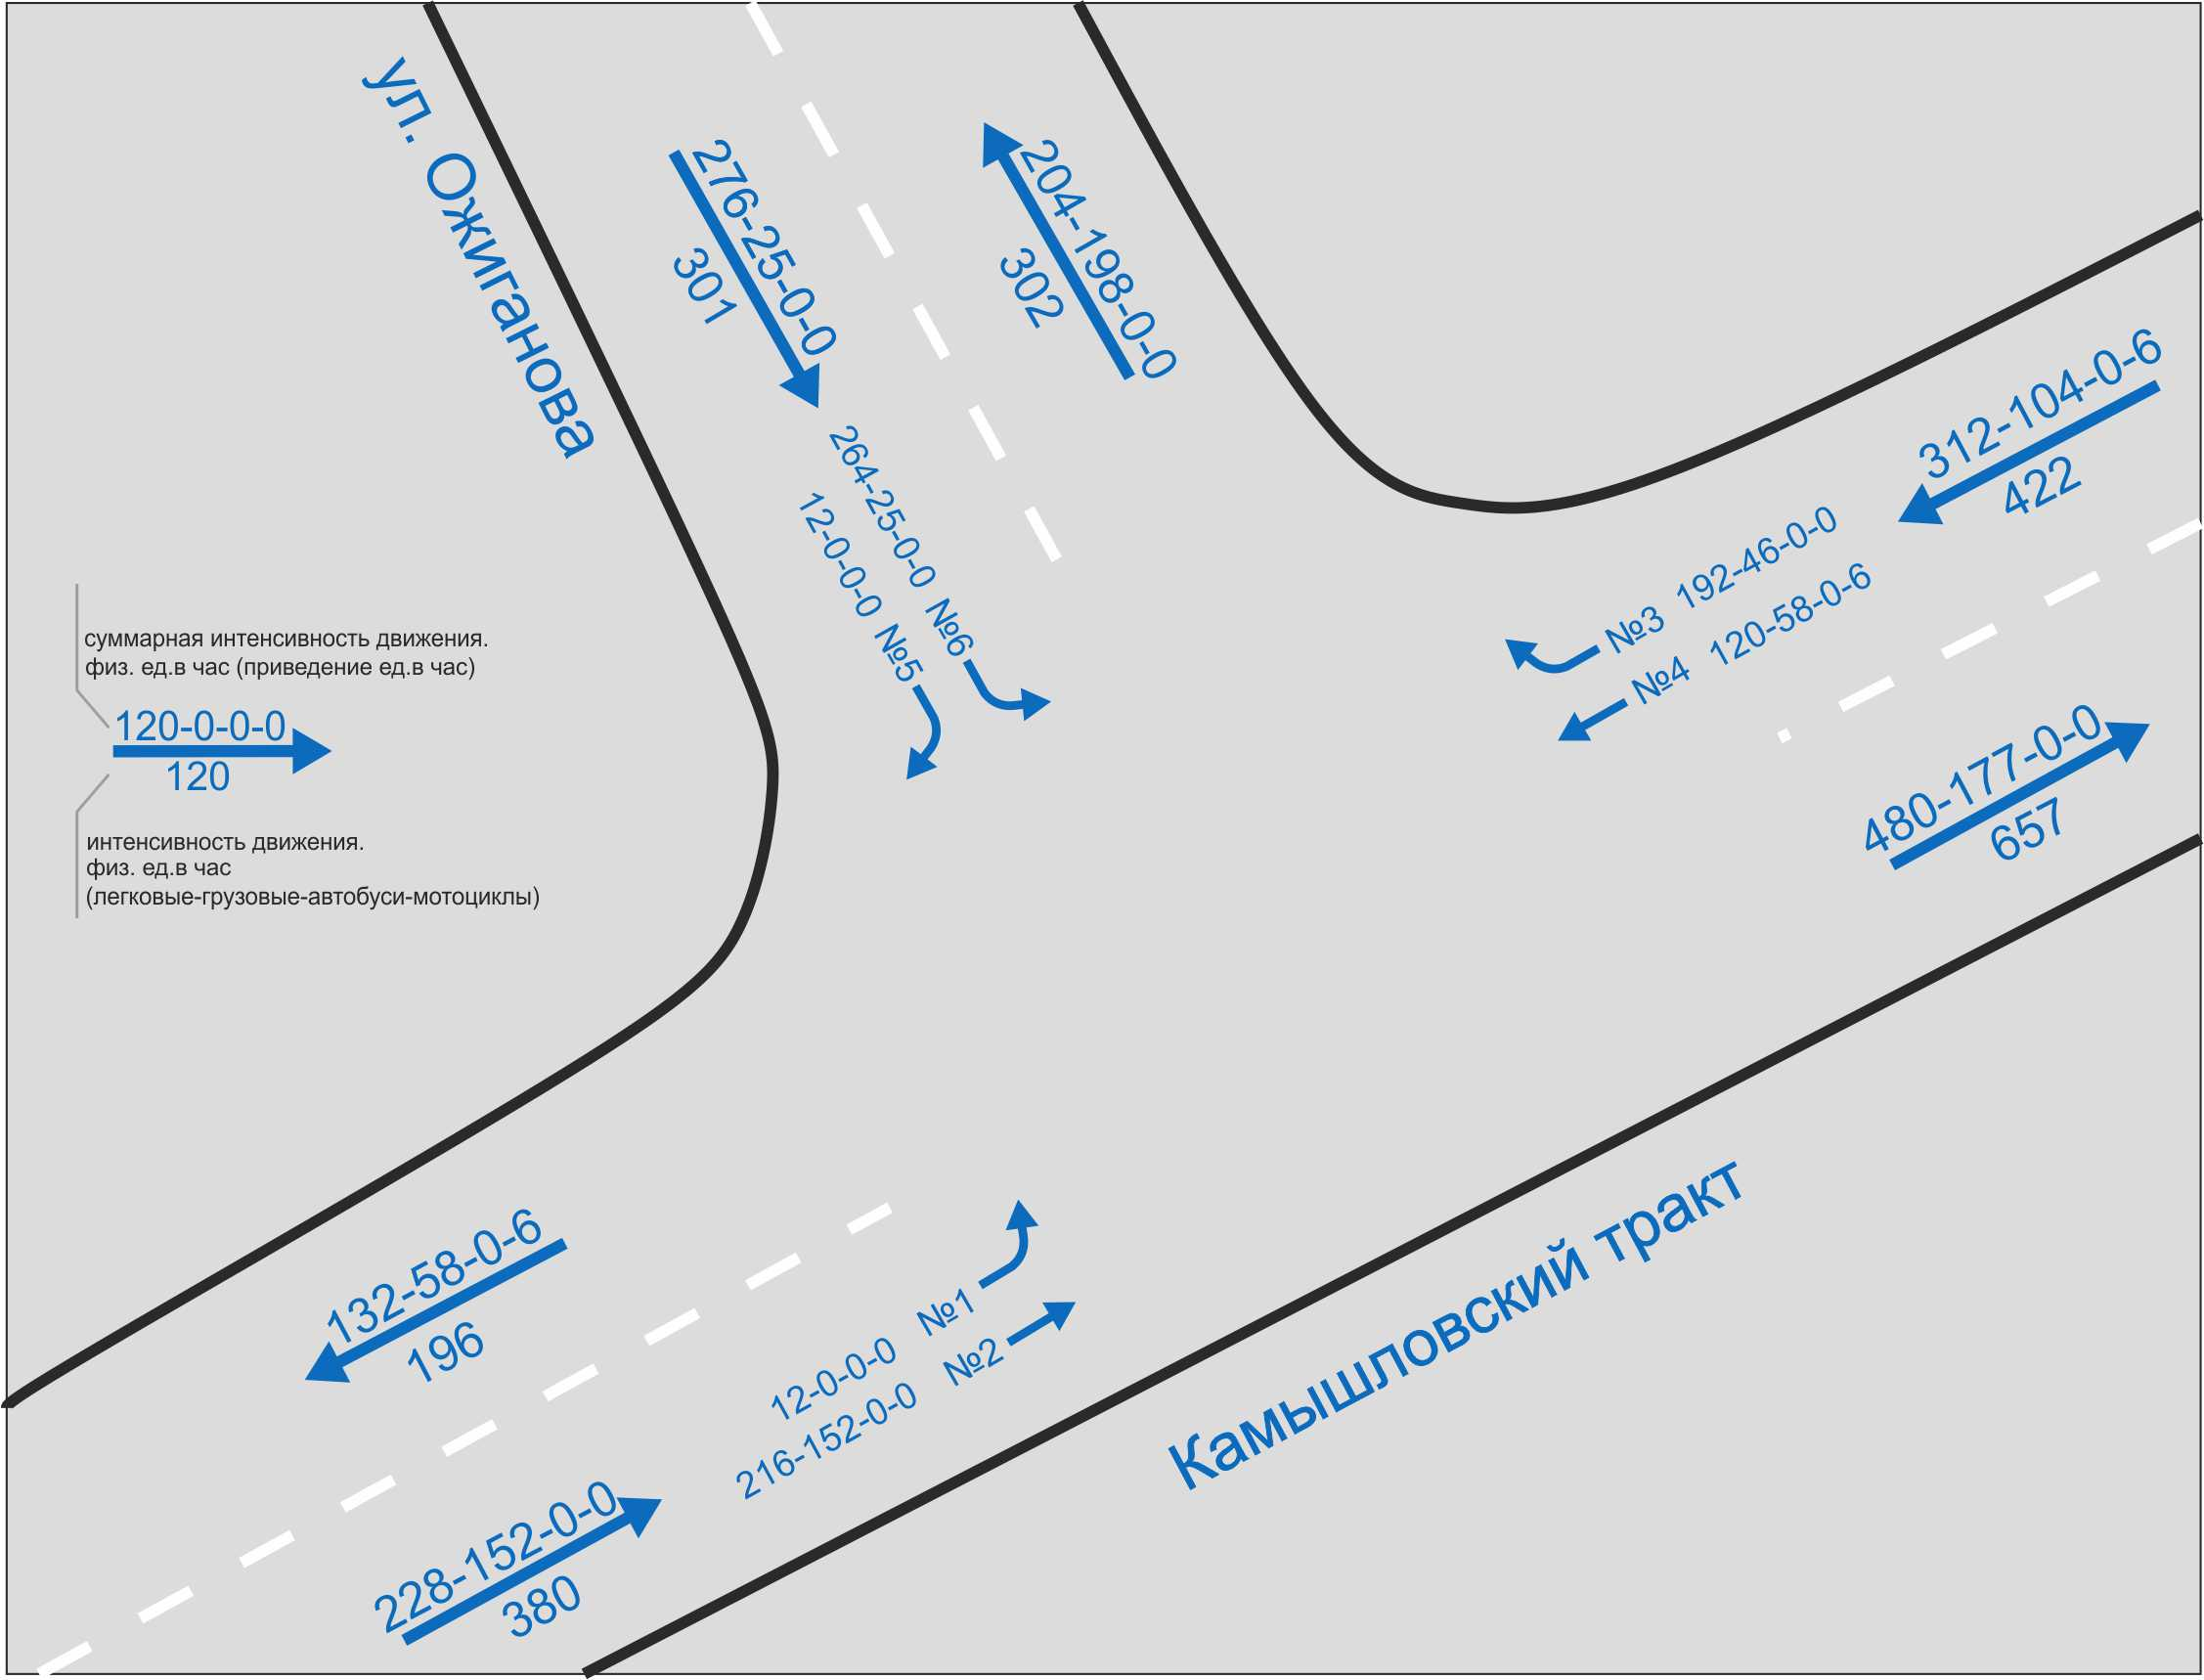 ул. Ожиганова
276-25-0-0
301
204-198-0-0
302
264-25-0-0 №6
12-0-0-0 №5
312-104-0-6
422
№3 192-46-0-0
№4 120-58-0-6
480-177-0-0
657
суммарная интенсивность движения.
физ. ед.в час (приведение ед.в час)
120-0-0-0
120
интенсивность движения.
физ. ед.в час
(легковые-грузовые-автобуси-мотоциклы)
132-58-0-6
196
12-0-0-0 №1
216-152-0-0 №2
228-152-0-0
380
Камышловский тракт